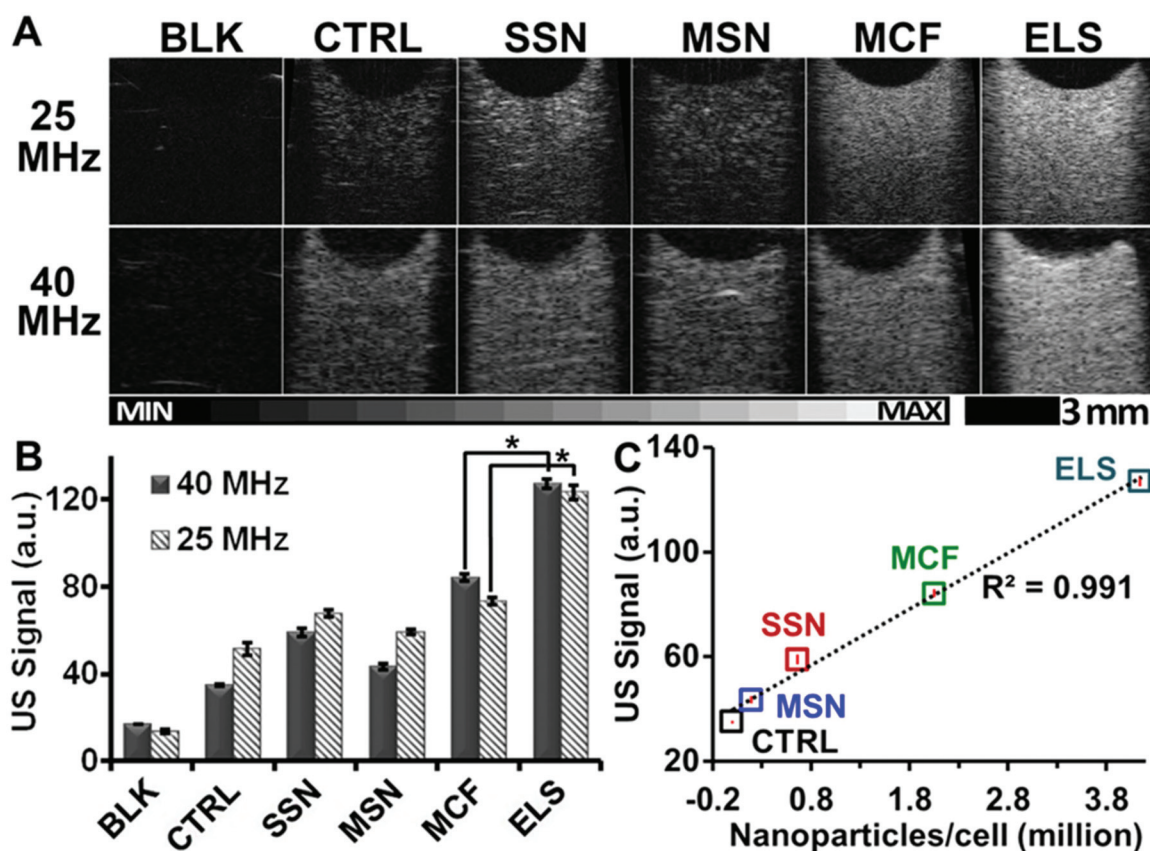 A
BLK CTRL SSN MSN MCF ELS
25
MHz
40
MHz
MIN MAX 3 mm
B
US Signal (a.u.)
120
80
40
0
40 MHz
25 MHz
* *
BLK CTRL SSN MSN MCF ELS
C
US Signal (a.u.)
140
100
60
20
ELS
MCF
R² = 0.991
SSN
MSN
CTRL
-0.2 0.8 1.8 2.8 3.8
Nanoparticles/cell (million)